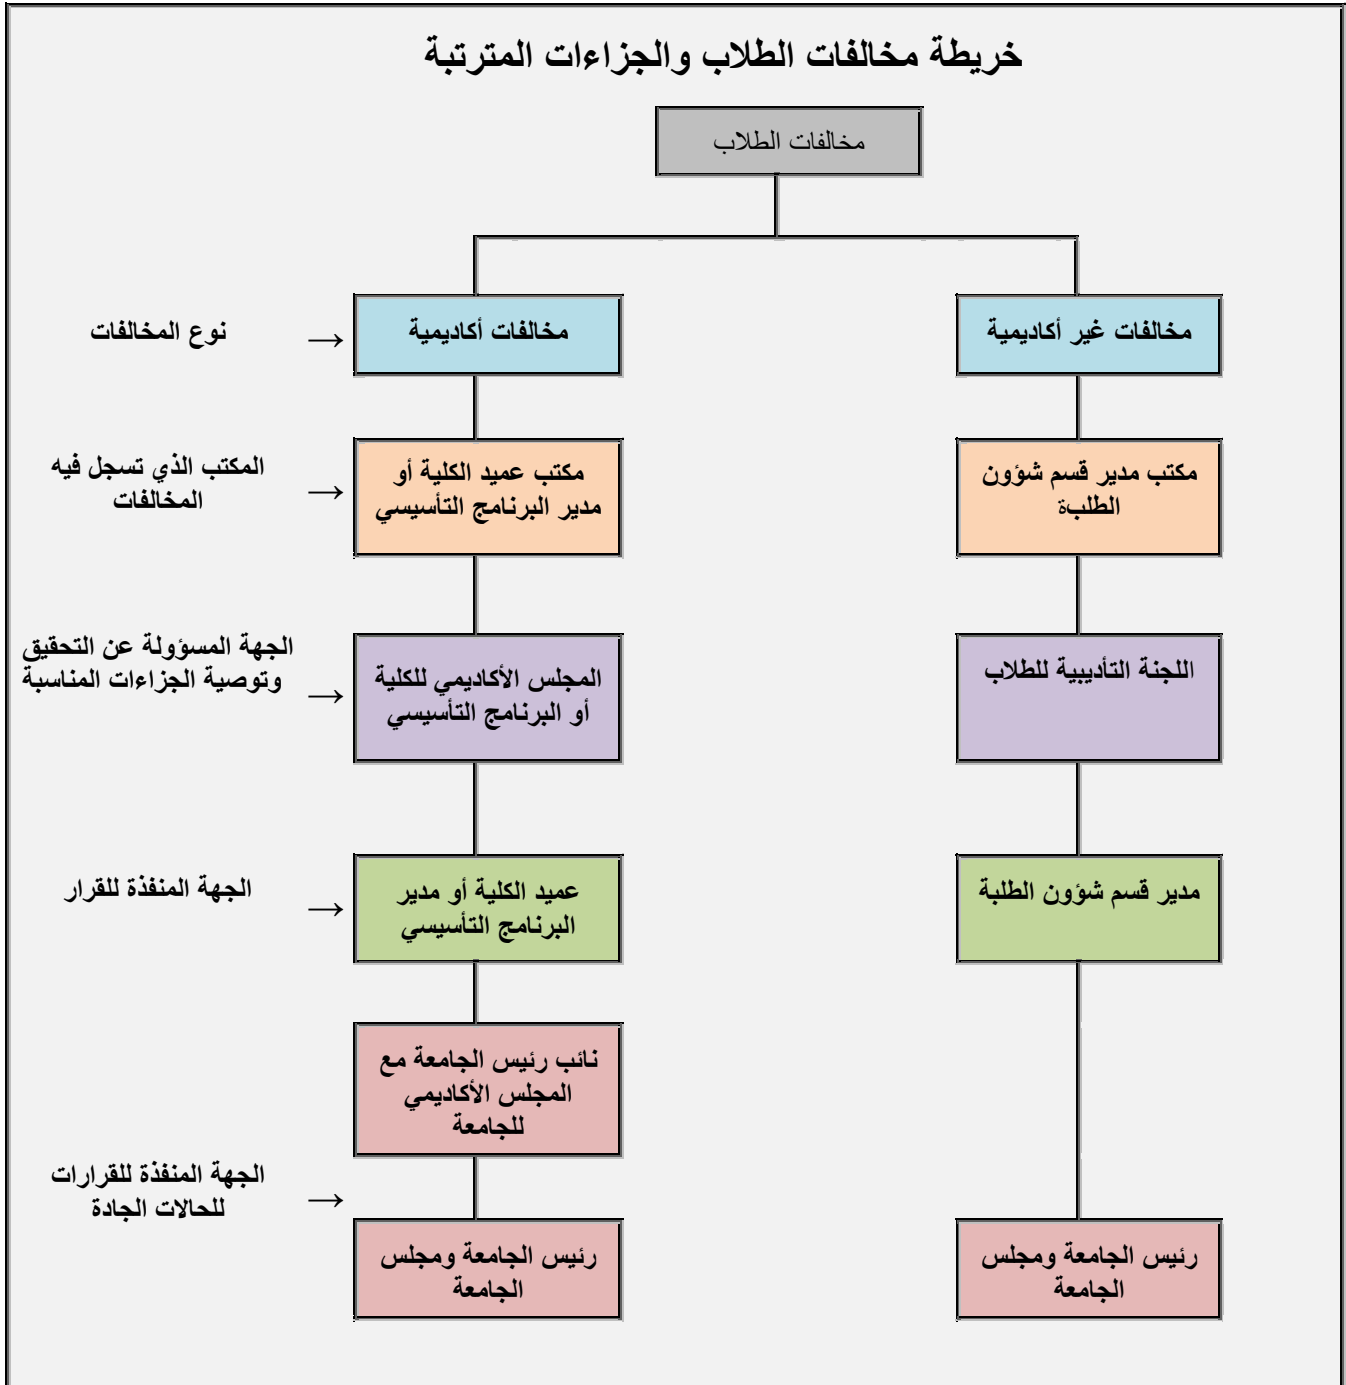 خريطة مخالفات الطلاب والجزاءات المترتبة
مخالفات الطلاب
مخالفات غير أكاديمية
مخالفات أكاديمية
→
نوع المخالفات
مكتب مدير قسم شؤون
الطلبة
مكتب عميد الكلية أو
مدير البرنامج التأسيسي
→
المكتب الذي تسجل فيه
المخالفات
اللجنة التأديبية للطلاب
المجلس الأكاديمي للكلية
أو البرنامج التأسيسي
→
الجهة المسؤولة عن التحقيق
وتوصية الجزاءات المناسبة
مدير قسم شؤون الطلبة
عميد الكلية أو مدير
البرنامج التأسيسي
→
الجهة المنفذة للقرار
نائب رئيس الجامعة مع
المجلس الأكاديمي
للجامعة
→
الجهة المنفذة للقرارات
للحالات الجادة
رئيس الجامعة ومجلس
الجامعة
رئيس الجامعة ومجلس
الجامعة